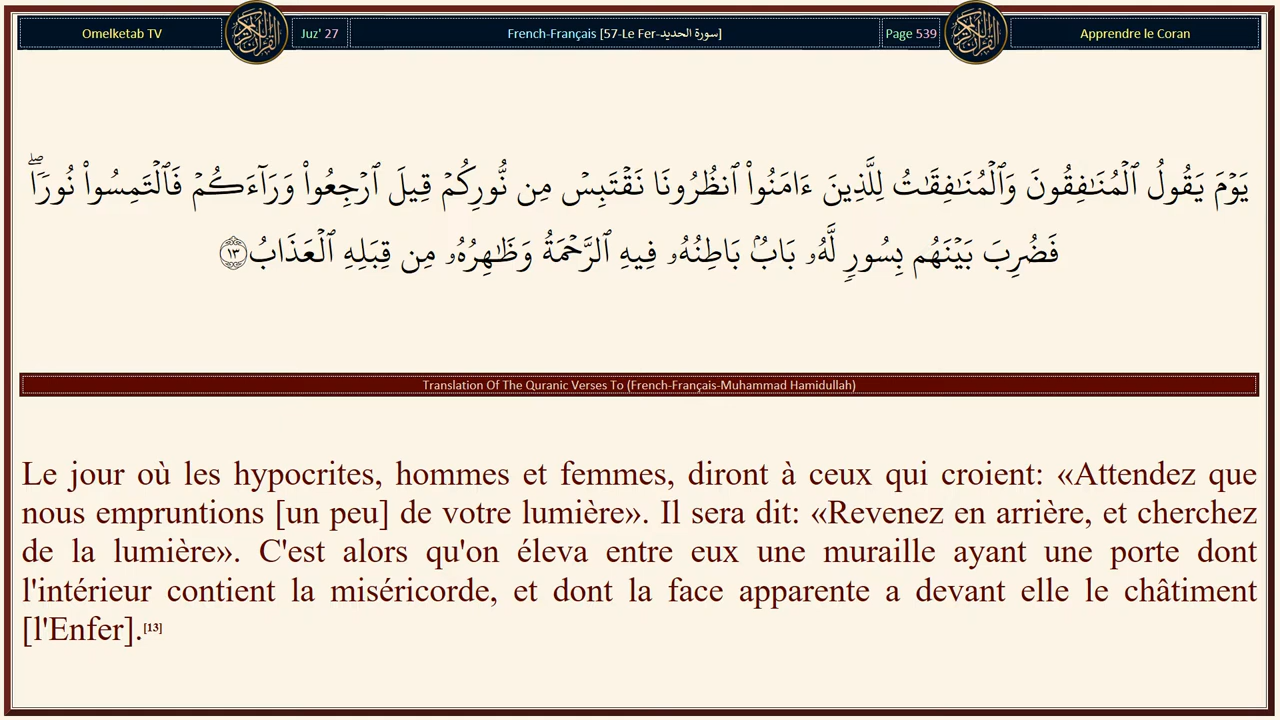 Omelketab TV
Juz' 27
French-Français [57-Le Fer-سورة الحديد]
Page 539
Apprendre le Coran
يَوْمَ يَقُولُ ٱلْمُنَٰفِقُونَ وَٱلْمُنَٰفِقَٰتُ لِلَّذِينَ ءَامَنُوا۟ ٱنظُرُونَا نَقْتَبِسْ مِن نُّورِكُمْ قِيلَ ٱرْجِعُوا۟ وَرَآءَكُمْ فَٱلْتَمِسُوا۟ نُورًۭاۖ
فَضُرِبَ بَيْنَهُم بِسُورٍۢ لَّهُۥ بَابٌۢ بَاطِنُهُۥ فِيهِ ٱلرَّحْمَةُ وَظَٰهِرُهُۥ مِن قِبَلِهِ ٱلْعَذَابُ ١٣
Translation Of The Quranic Verses To (French-Français-Muhammad Hamidullah)
Le jour où les hypocrites, hommes et femmes, diront à ceux qui croient: «Attendez que
nous empruntions [un peu] de votre lumière». Il sera dit: «Revenez en arrière, et cherchez
de la lumière». C'est alors qu'on éleva entre eux une muraille ayant une porte dont
l'intérieur contient la miséricorde, et dont la face apparente a devant elle le châtiment
[l'Enfer].[13]